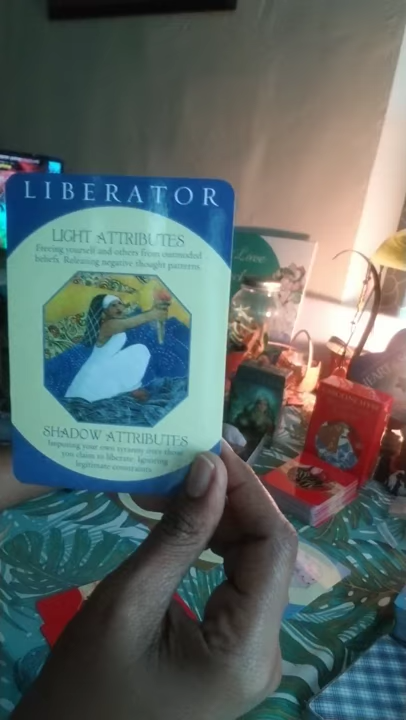 LIBERATOR
LIGHT ATTRIBUTES
Freeing yourself and others from outmoded
beliefs. Releasing negative thought patterns.
SHADOW ATTRIBUTES
Imposing your own tyranny over those
you claim to liberate. Ignoring
legitimate constraints.
Love